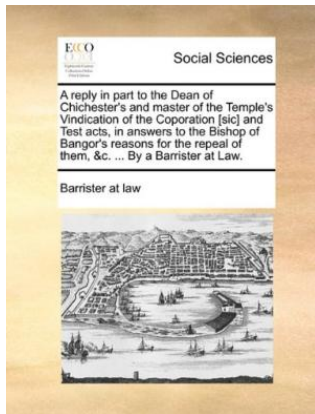 ECCO
Social Sciences
A reply in part to the Dean of
Chichester's and master of the Temple's
Vindication of the Coporation [sic] and
Test acts, in answers to the Bishop of
Bangor's reasons for the repeal of
them, &c. ... By a Barrister at Law.
Barrister at law